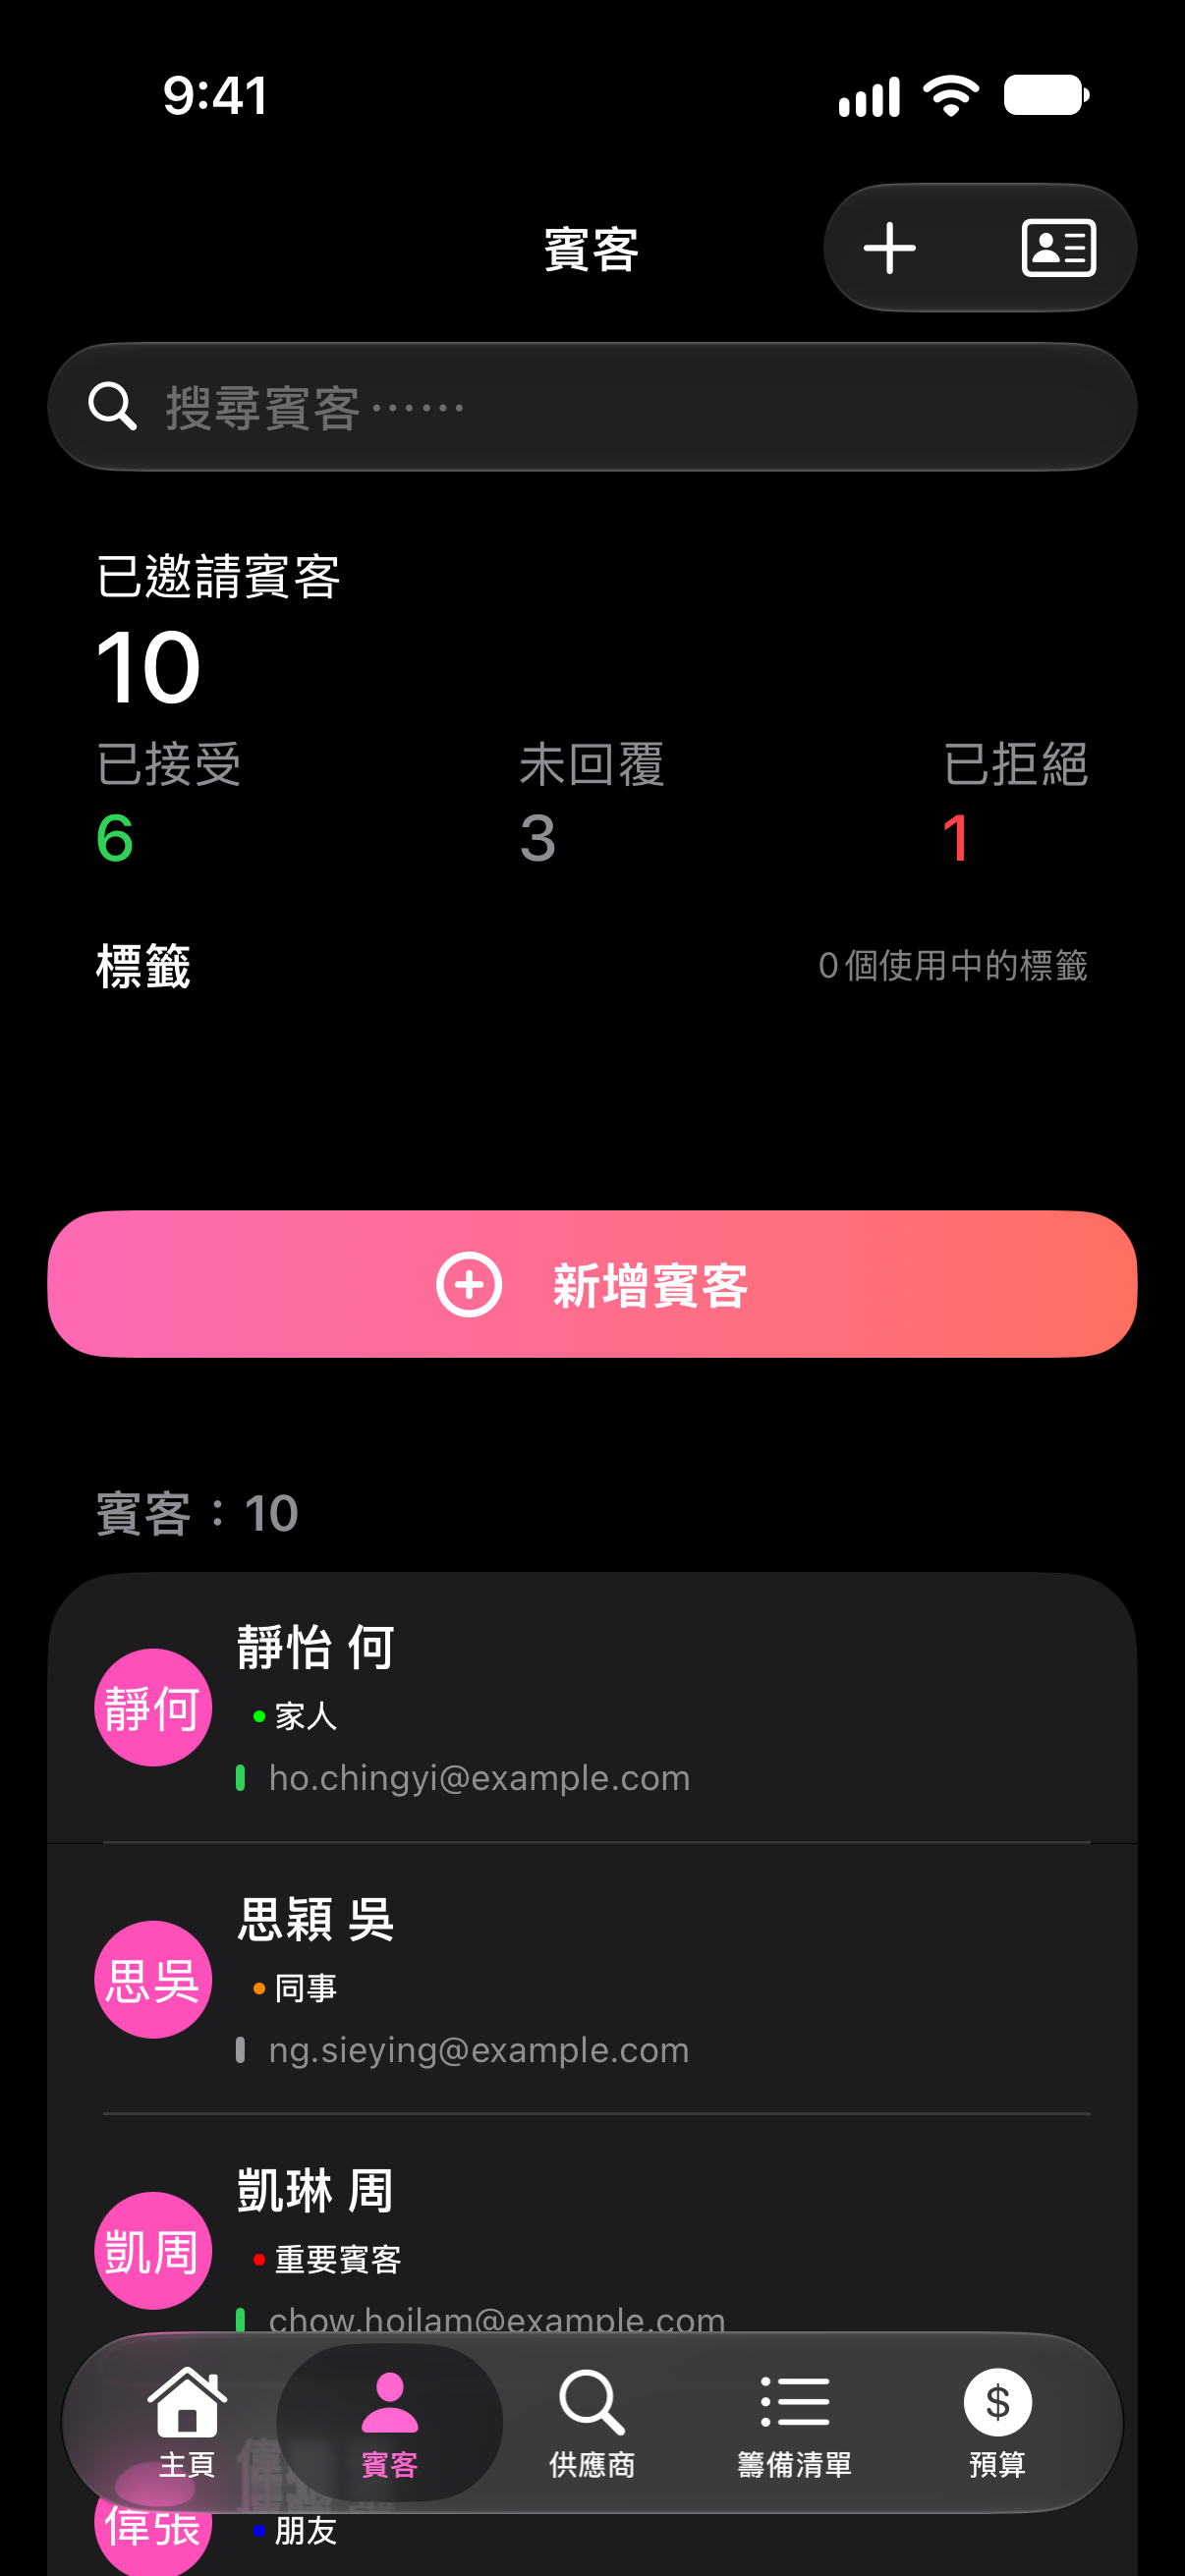 9:41
賓客
搜尋賓客⋯⋯
已邀請賓客
10
已接受 未回覆 已拒絕
6 3 1
標籤 0 個使用中的標籤
新增賓客
賓客：10
靜怡 何
靜何
家人
ho.chingyi@example.com
思穎 吳
思吳
同事
ng.sieying@example.com
凱琳 周
凱周
重要賓客
chow.hoilam@example.com
主頁 賓客 供應商 籌備清單 預算
偉張
朋友